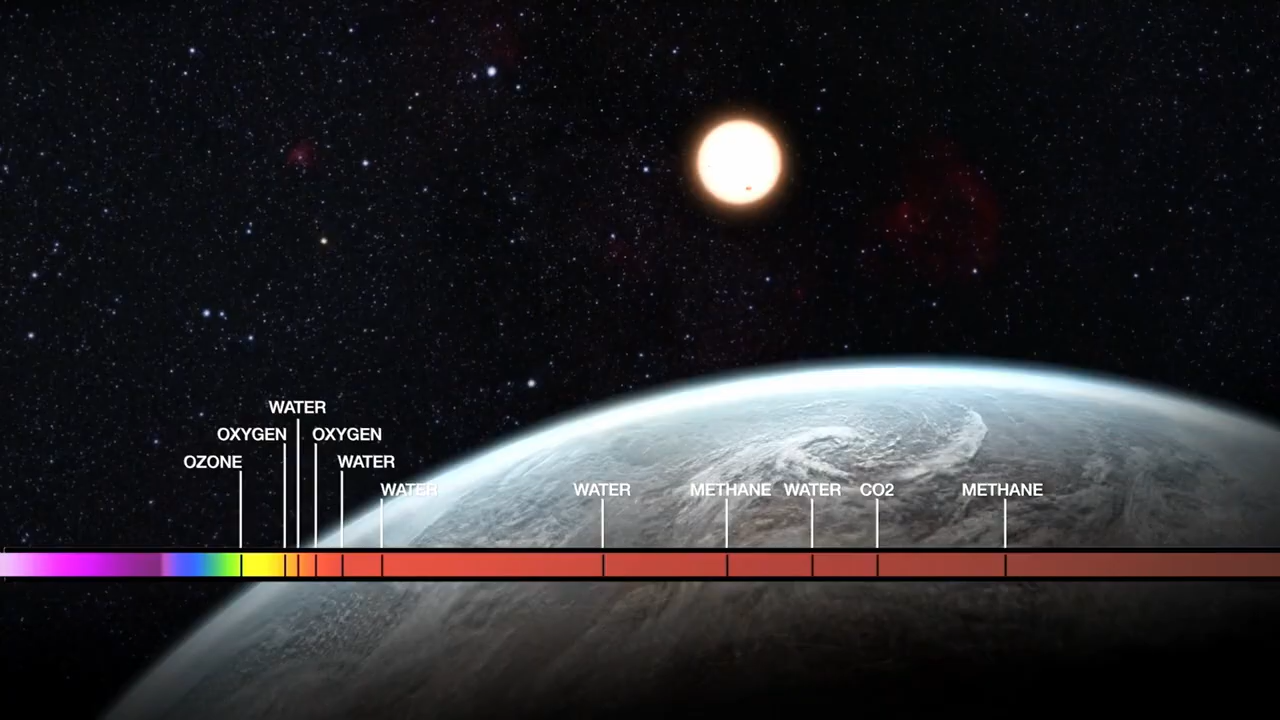 WATER
OXYGEN OXYGEN
OZONE WATER
WATER WATER METHANE WATER CO2 METHANE